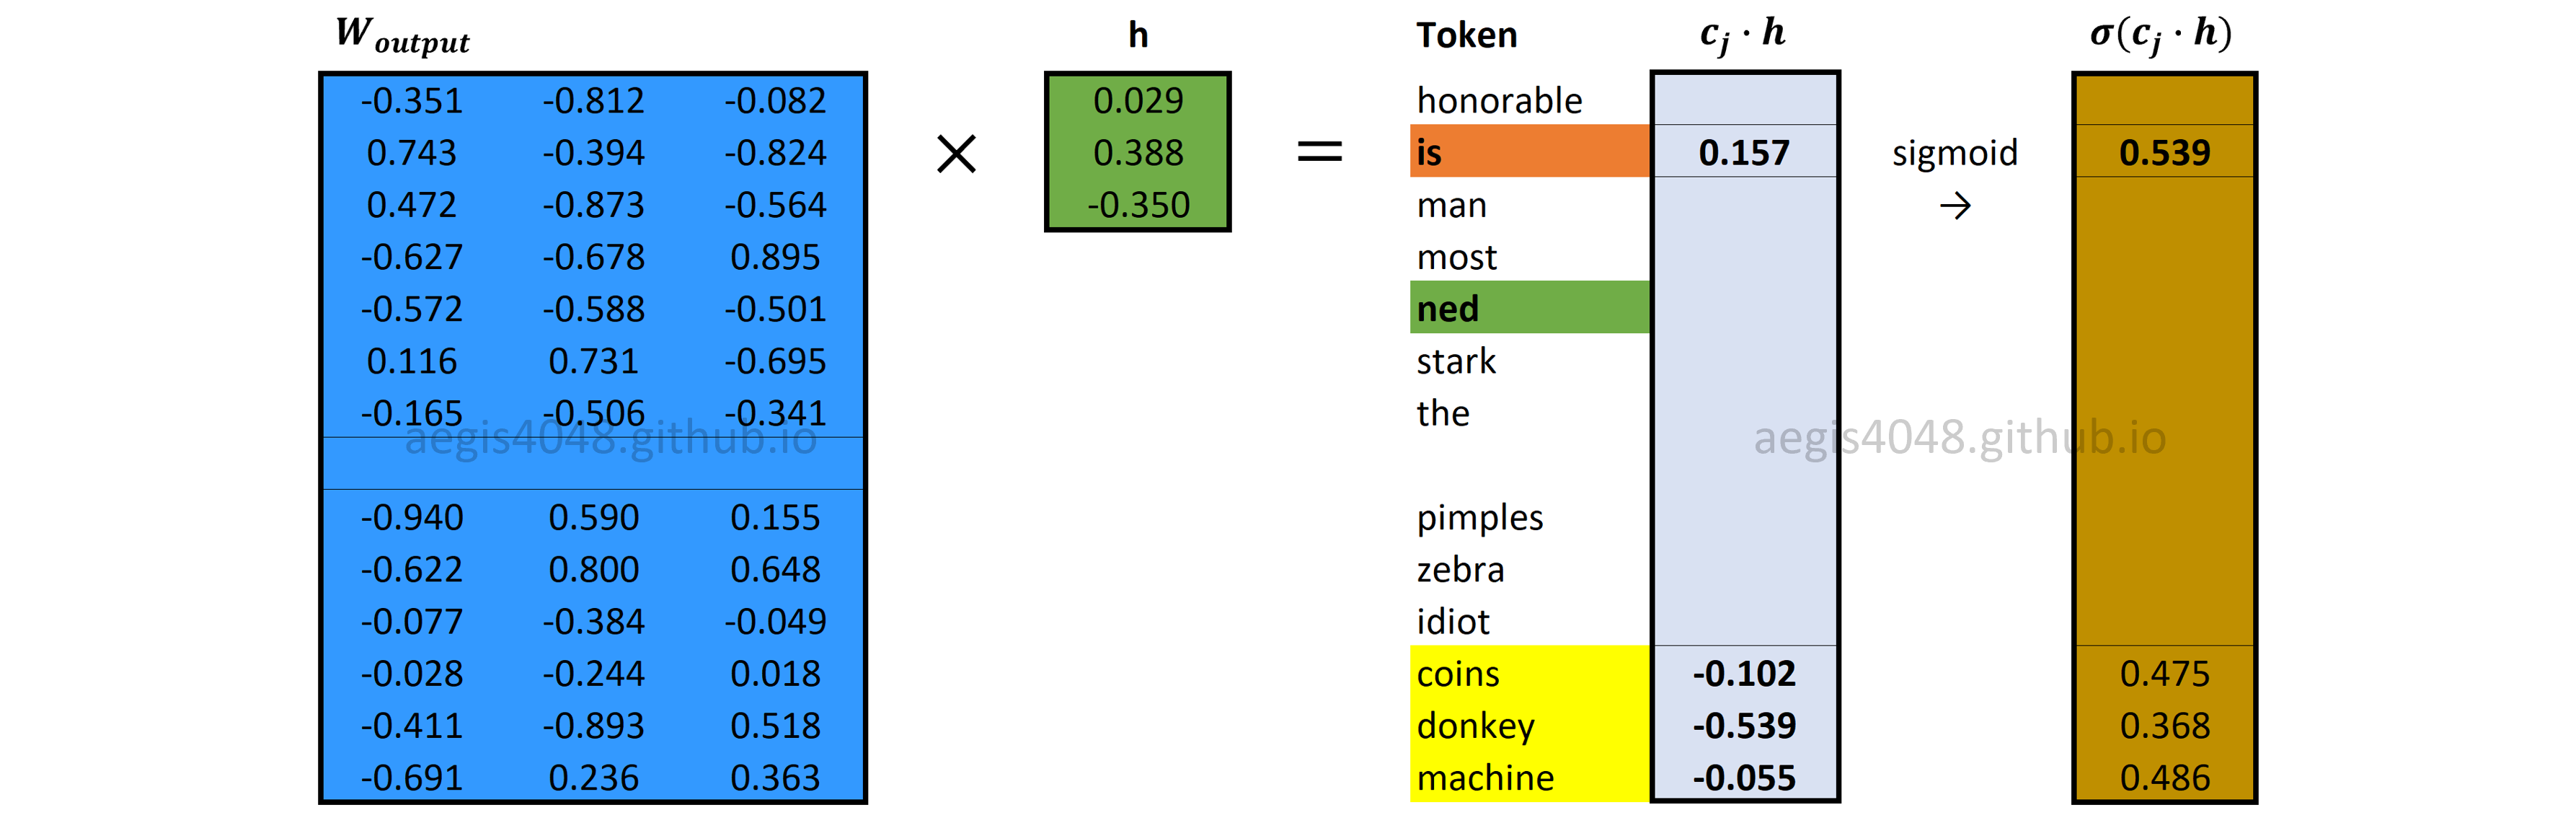 W_output h Token c_j · h σ(c_j · h)
-0.351 -0.812 -0.082 0.029 honorable
0.743 -0.394 -0.824 × 0.388 = is 0.157 sigmoid 0.539
0.472 -0.873 -0.564 -0.350 man →
-0.627 -0.678 0.895 most
-0.572 -0.588 -0.501 ned
0.116 0.731 -0.695 stark
-0.165 -0.506 -0.341 the
aegis4048.github.io aegis4048.github.io
-0.940 0.590 0.155 pimples
-0.622 0.800 0.648 zebra
-0.077 -0.384 -0.049 idiot
-0.028 -0.244 0.018 coins -0.102 0.475
-0.411 -0.893 0.518 donkey -0.539 0.368
-0.691 0.236 0.363 machine -0.055 0.486